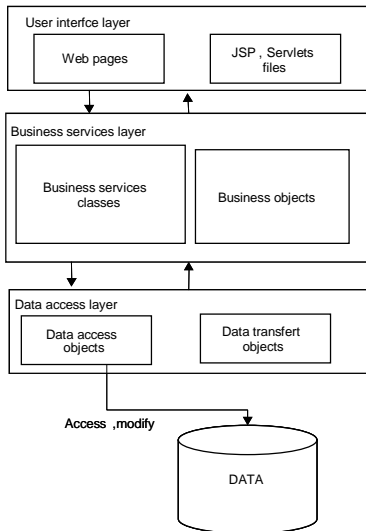 User interfce layer
Web pages
JSP , Servlets
files
Business services layer
Business services
classes
Business objects
Data access layer
Data access
objects
Data transfert
objects
Access ,modify
DATA